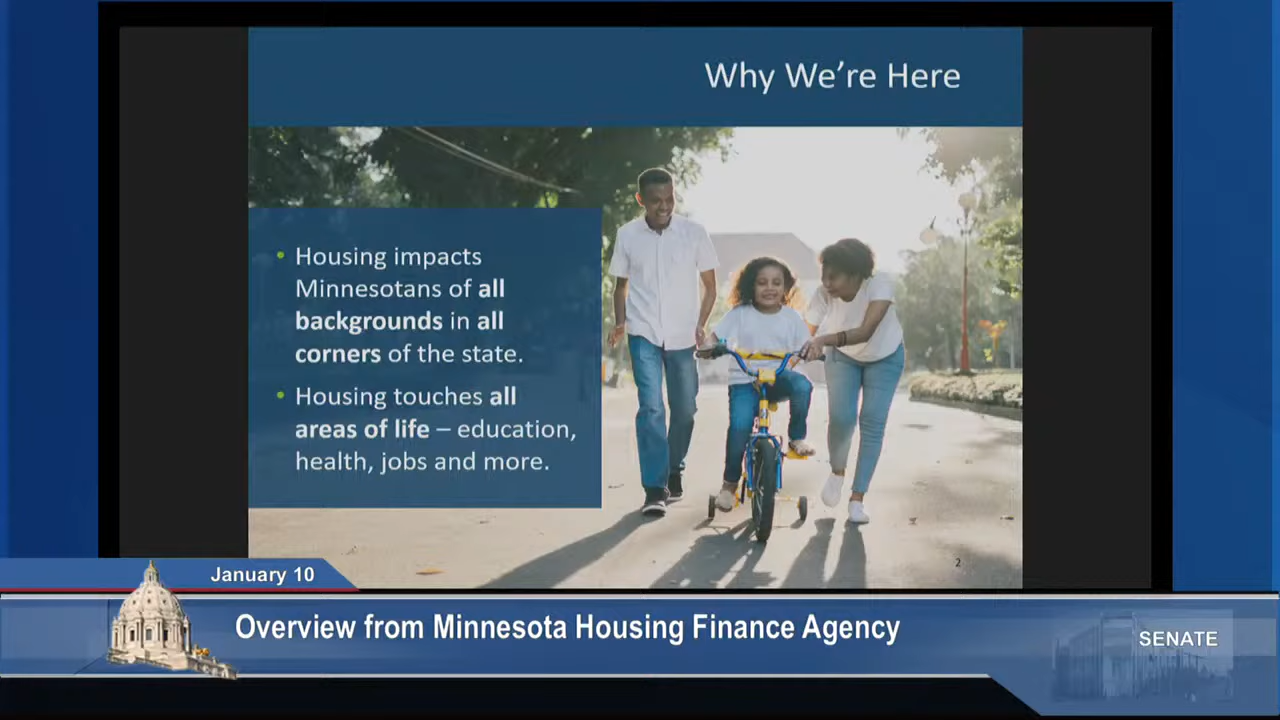 Why We're Here
• Housing impacts
Minnesotans of all
backgrounds in all
corners of the state.
• Housing touches all
areas of life – education,
health, jobs and more.
2
January 10
Overview from Minnesota Housing Finance Agency
SENATE